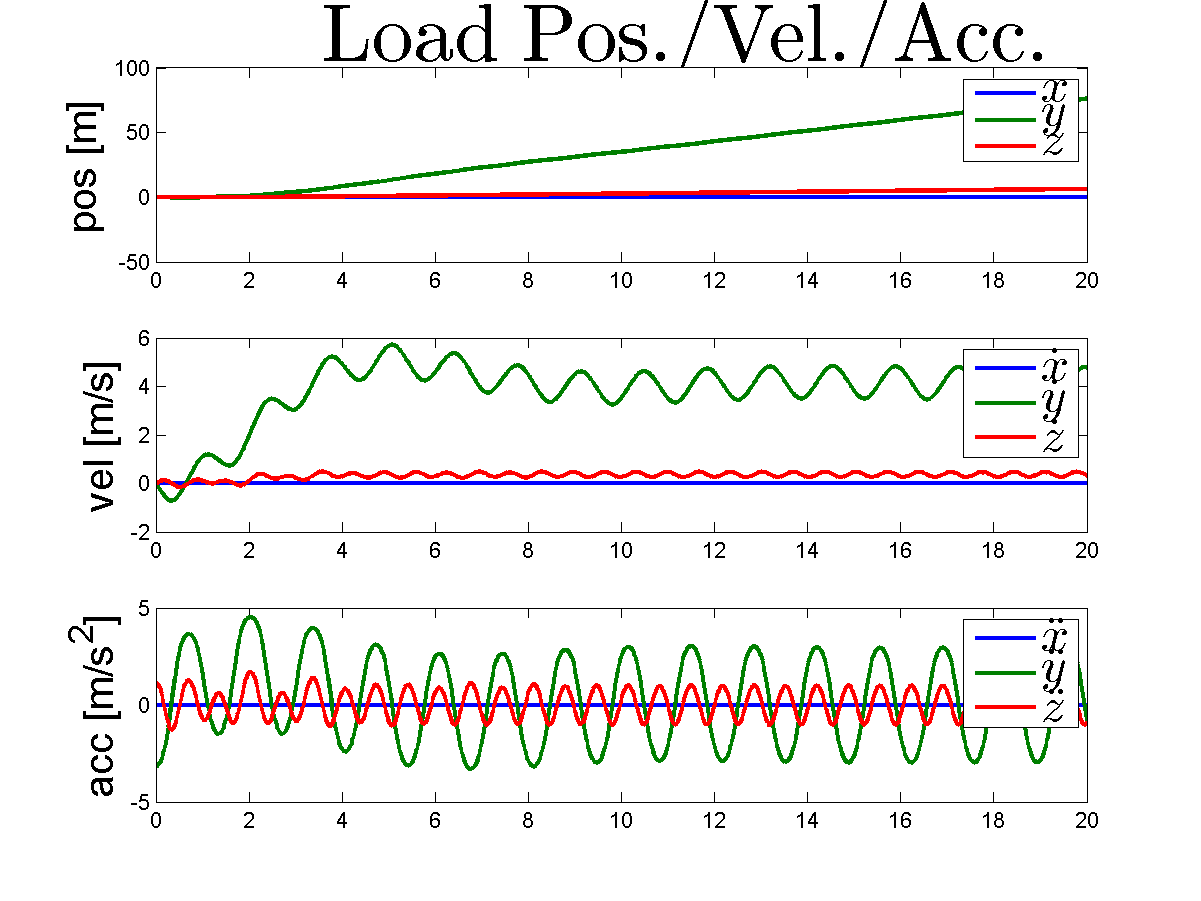 Load Pos./Vel./Acc.
pos [m]
100
50
0
-50
0 2 4 6 8 10 12 14 16 18 20
x
y
z
vel [m/s]
6
4
2
0
-2
0 2 4 6 8 10 12 14 16 18 20
ẋ
ẏ
ż
acc [m/s²]
5
0
-5
0 2 4 6 8 10 12 14 16 18 20
ẍ
ÿ
z̈